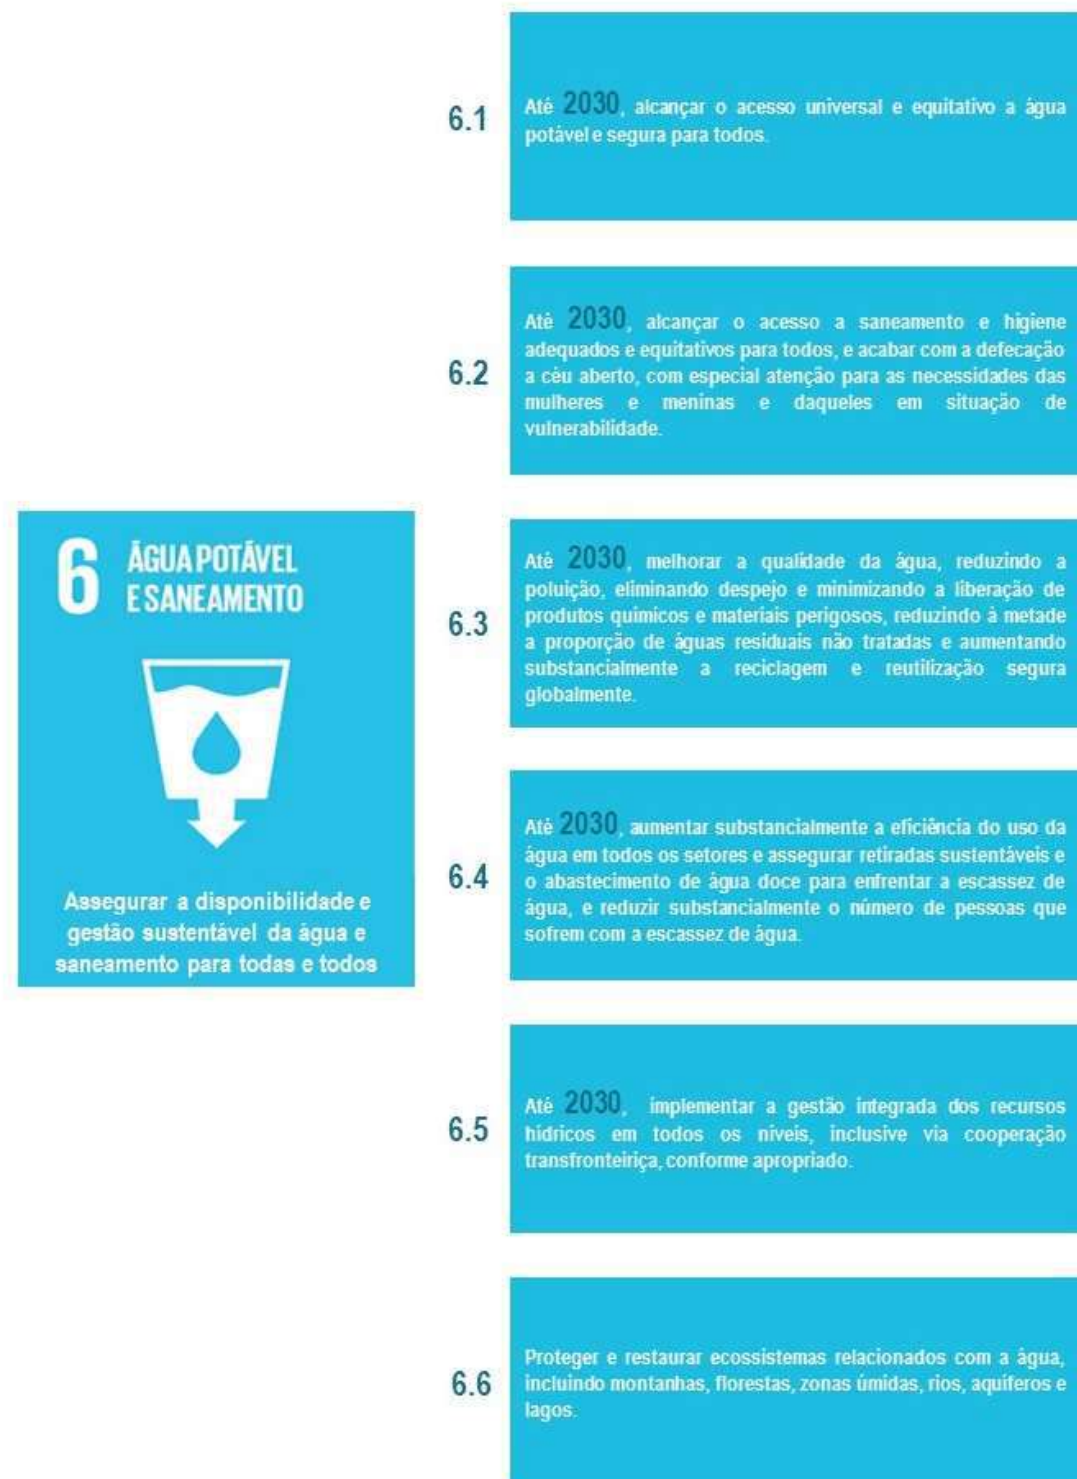 6.1
Até 2030, alcançar o acesso universal e equitativo a água
potável e segura para todos.
6.2
Até 2030, alcançar o acesso a saneamento e higiene
adequados e equitativos para todos, e acabar com a defecação
a céu aberto, com especial atenção para as necessidades das
mulheres e meninas e daqueles em situação de
vulnerabilidade.
6 ÁGUA POTÁVEL
E SANEAMENTO
Assegurar a disponibilidade e
gestão sustentável da água e
saneamento para todas e todos
6.3
Até 2030, melhorar a qualidade da água, reduzindo a
poluição, eliminando despejo e minimizando a liberação de
produtos químicos e materiais perigosos, reduzindo à metade
a proporção de águas residuais não tratadas e aumentando
substancialmente a reciclagem e reutilização segura
globalmente.
6.4
Até 2030, aumentar substancialmente a eficiência do uso da
água em todos os setores e assegurar retiradas sustentáveis e
o abastecimento de água doce para enfrentar a escassez de
água, e reduzir substancialmente o número de pessoas que
sofrem com a escassez de água.
6.5
Até 2030, implementar a gestão integrada dos recursos
hídricos em todos os níveis, inclusive via cooperação
transfronteiriça, conforme apropriado.
6.6
Proteger e restaurar ecossistemas relacionados com a água,
incluindo montanhas, florestas, zonas úmidas, rios, aquíferos e
lagos.